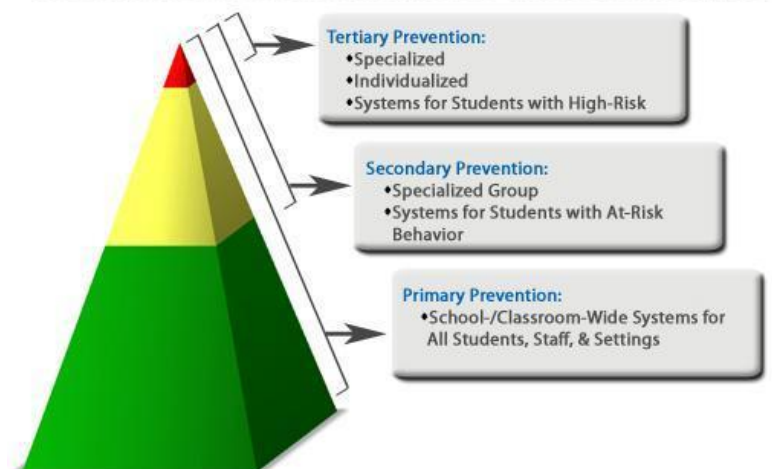 Tertiary Prevention:
♦Specialized
♦Individualized
♦Systems for Students with High-Risk
Secondary Prevention:
♦Specialized Group
♦Systems for Students with At-Risk
Behavior
Primary Prevention:
♦School-/Classroom-Wide Systems for
All Students, Staff, & Settings